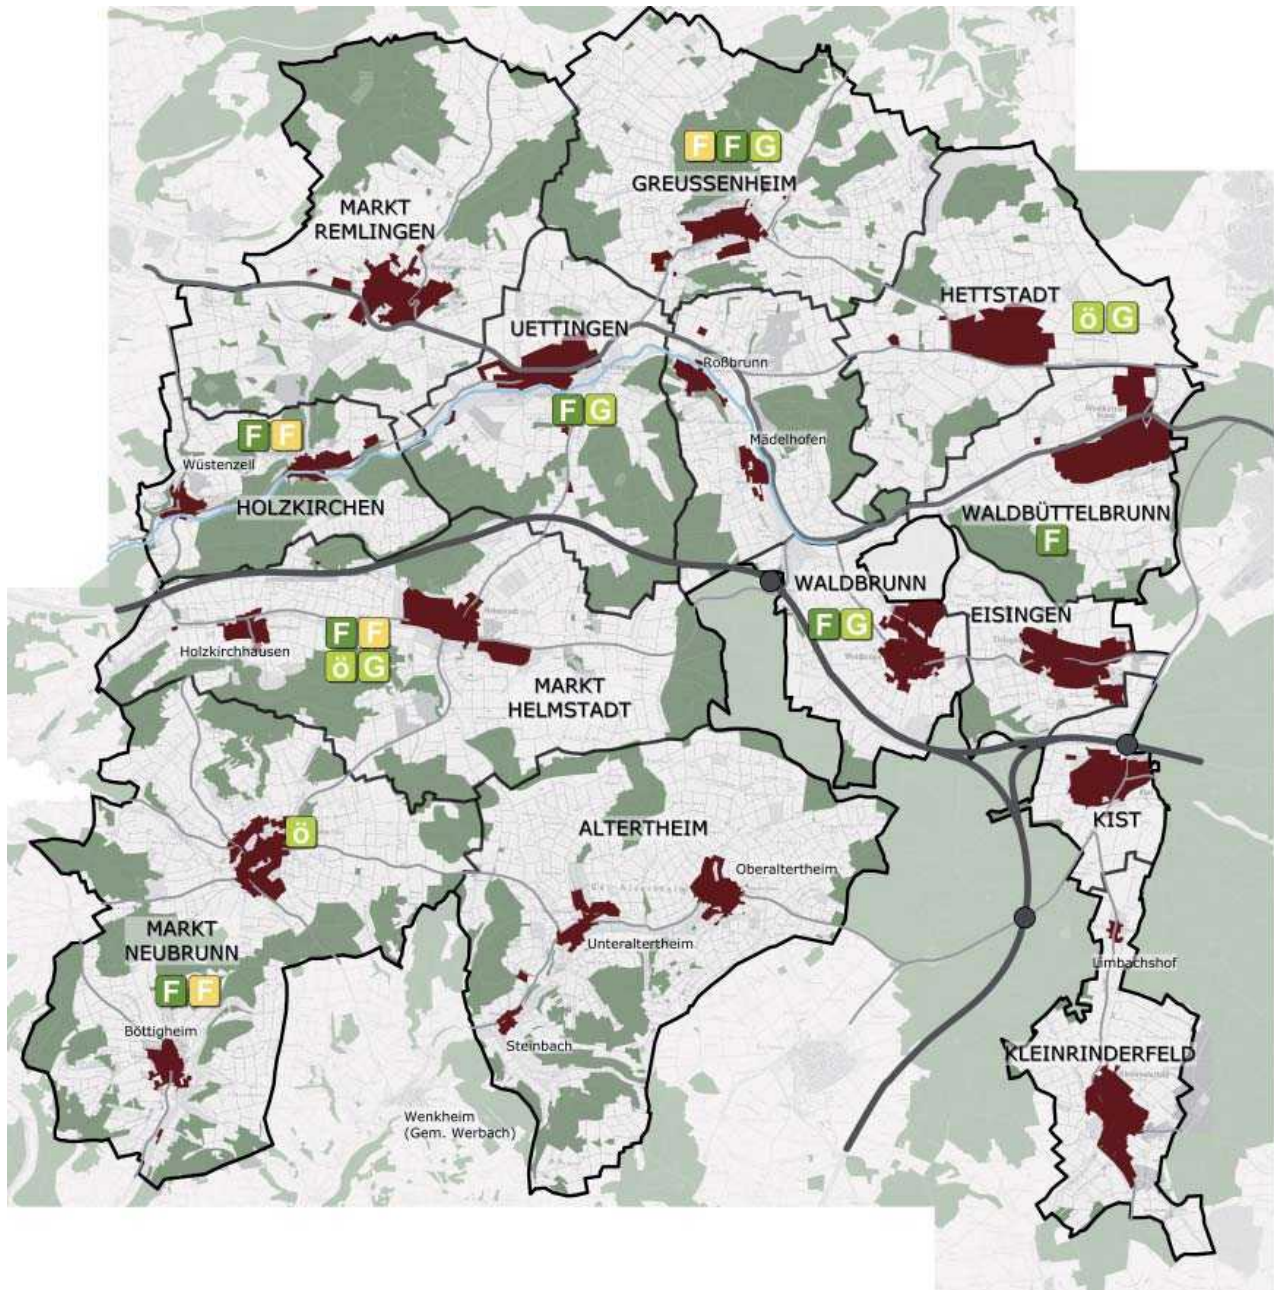 F F G
GREUSSENHEIM
MARKT
REMLINGEN
HETTSTADT
ö G
UETTINGEN
Roßbrunn
F G
F F
Mädelhofen
Wüstenzell
HOLZKIRCHEN
WALDBÜTTELBRUNN
F
WALDBRUNN
F G
EISINGEN
F F
ö G
Holzkirchhausen
MARKT
HELMSTADT
KIST
ALTERTHEIM
ö
Oberaltertheim
MARKT
NEUBRUNN
Unteraltertheim
Limbachshof
F F
Böttigheim
Steinbach
KLEINRINDERFELD
Wenkheim
(Gem. Werbach)